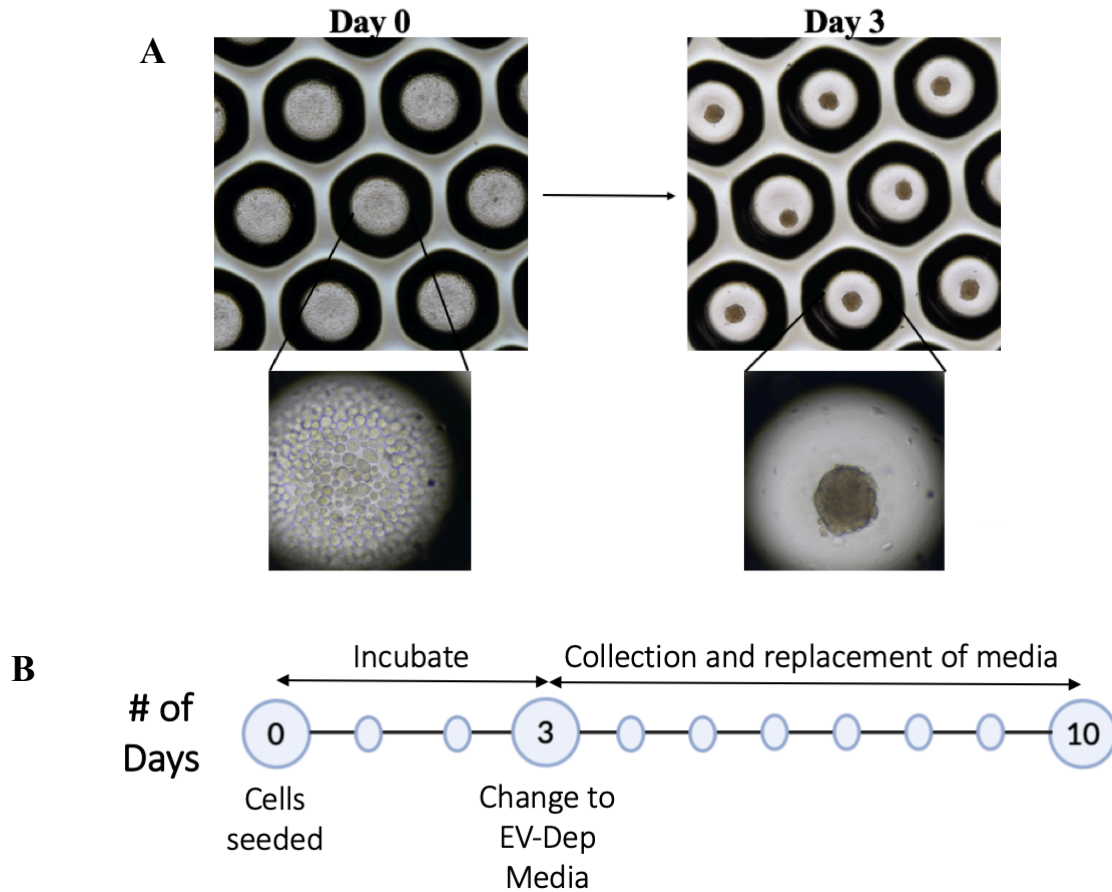 A
Day 0
Day 3
B
Incubate
Collection and replacement of media
# of
Days
0
3
10
Cells
seeded
Change to
EV-Dep
Media